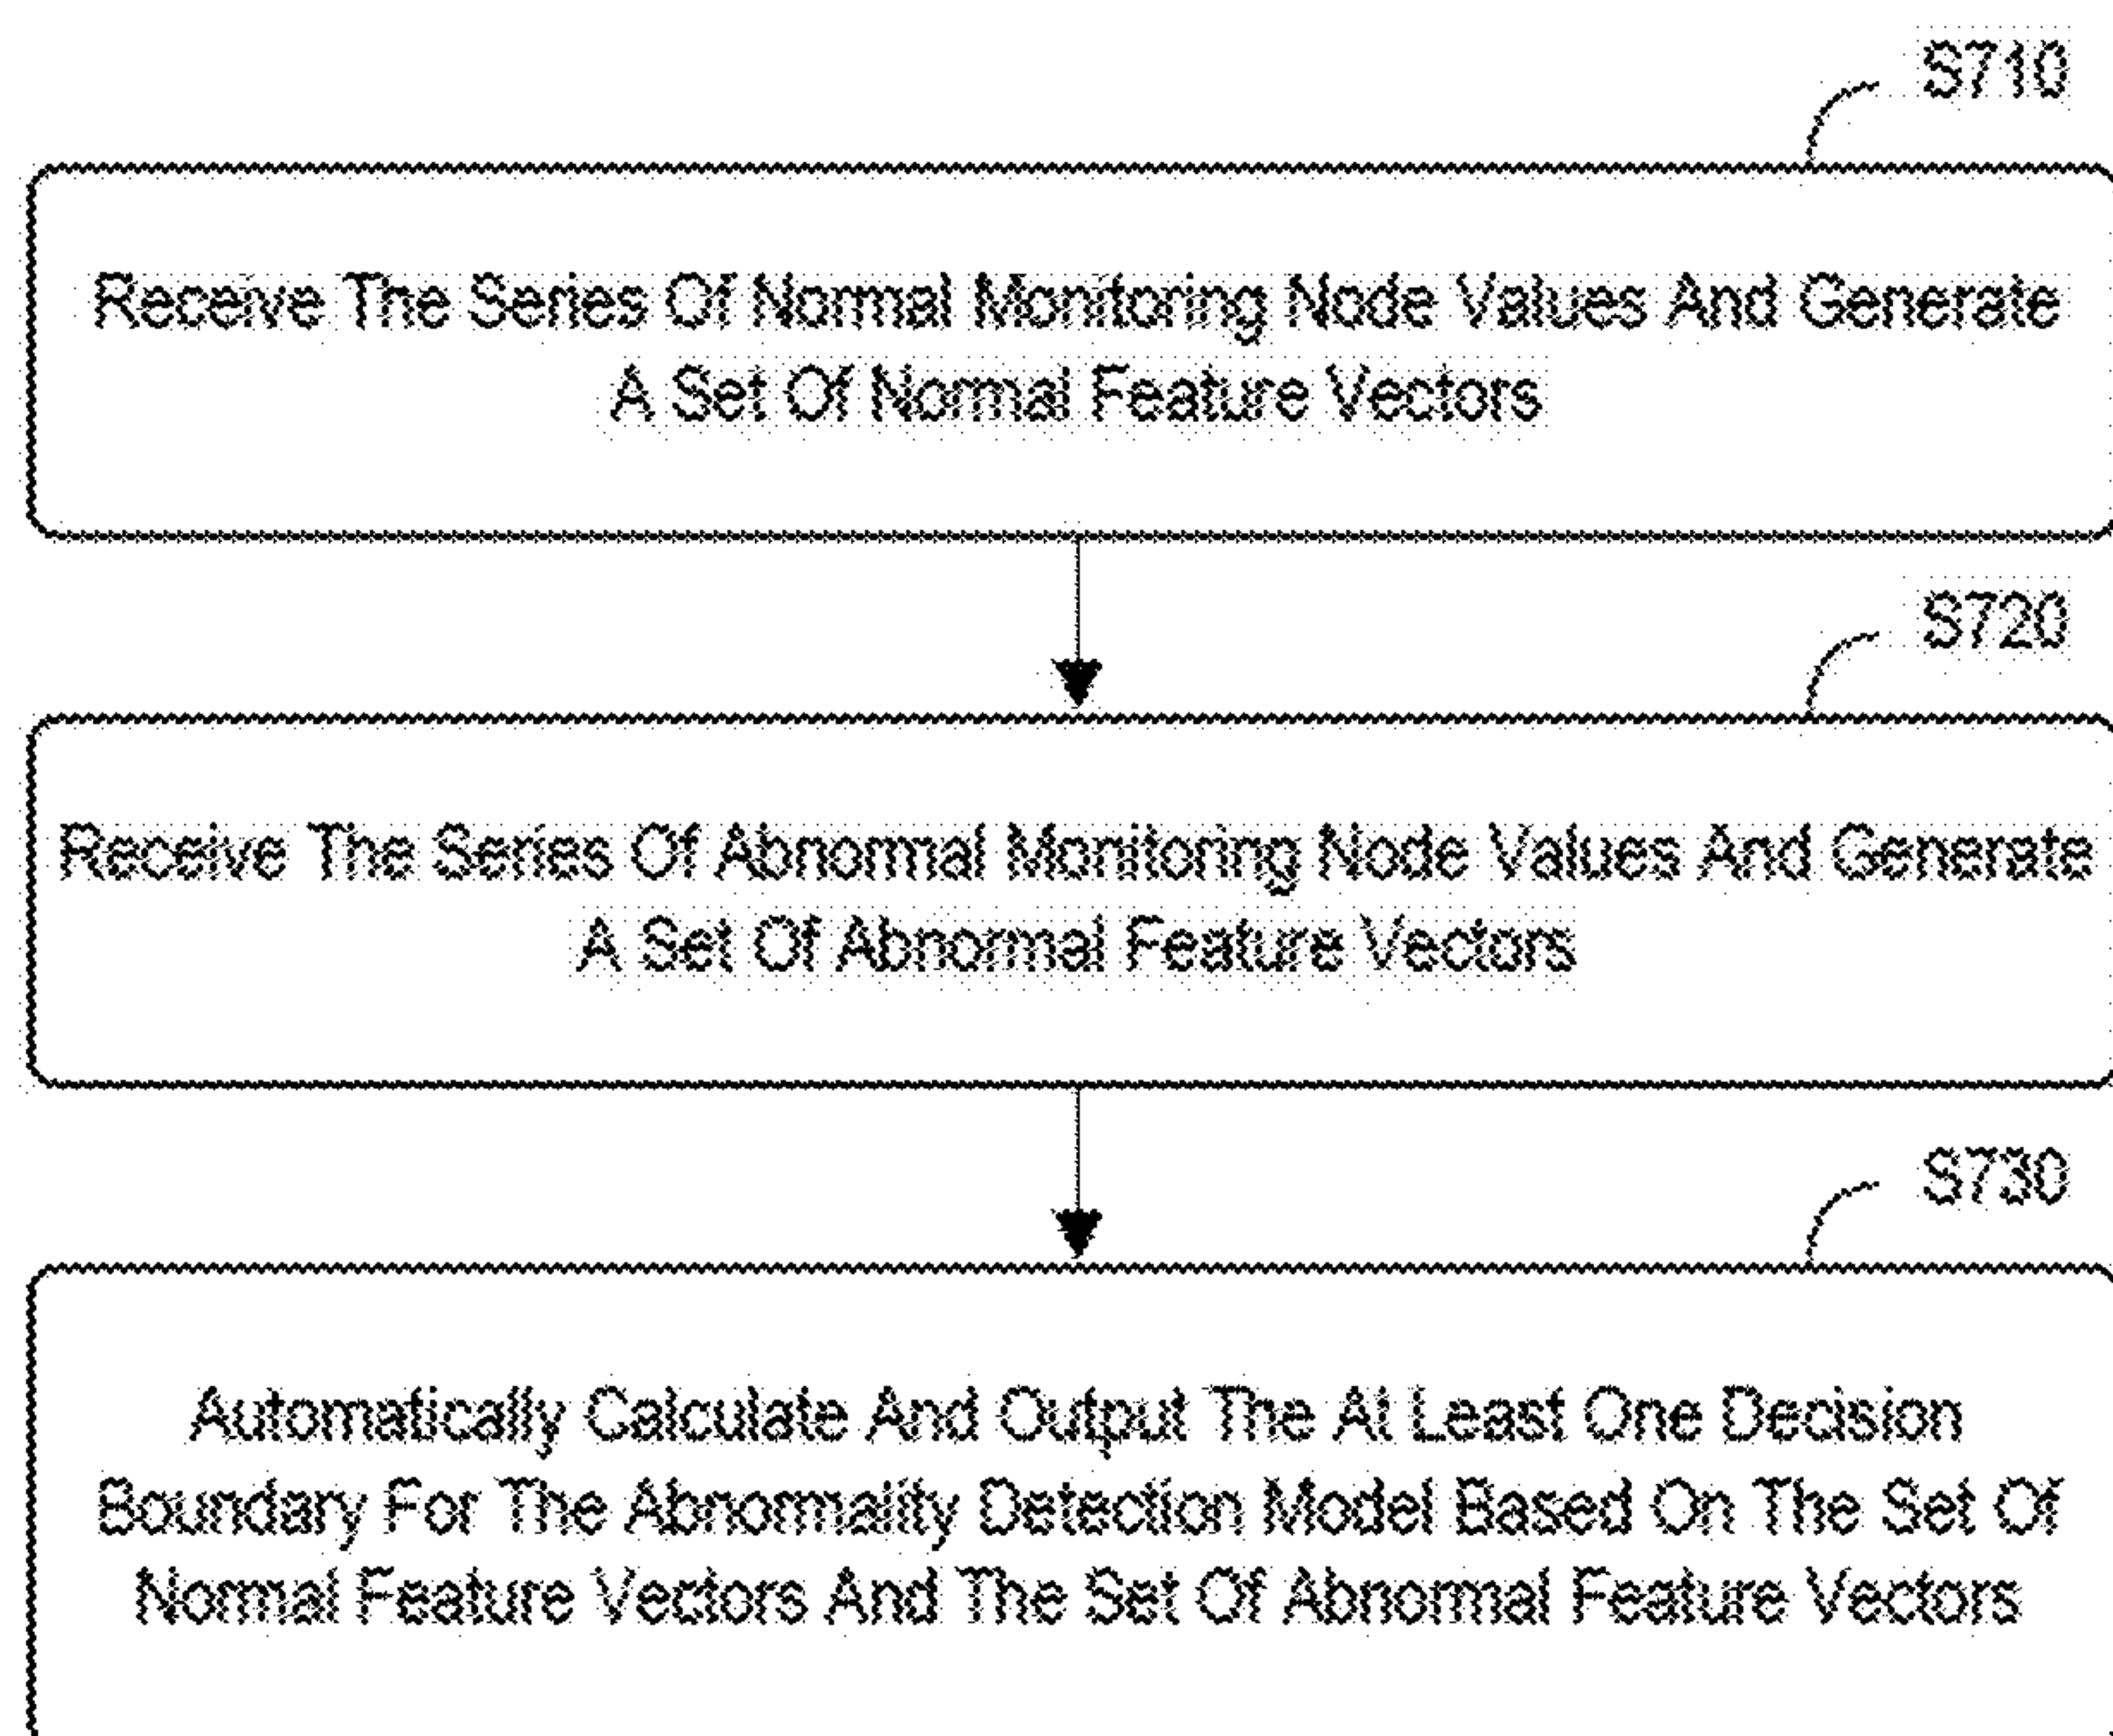 S710
Receive The Series Of Normal Monitoring Node Values And Generate
A Set Of Normal Feature Vectors
S720
Receive The Series Of Abnormal Monitoring Node Values And Generate
A Set Of Abnormal Feature Vectors
S730
Automatically Calculate And Output The At Least One Decision
Boundary For The Abnormality Detection Model Based On The Set Of
Normal Feature Vectors And The Set Of Abnormal Feature Vectors